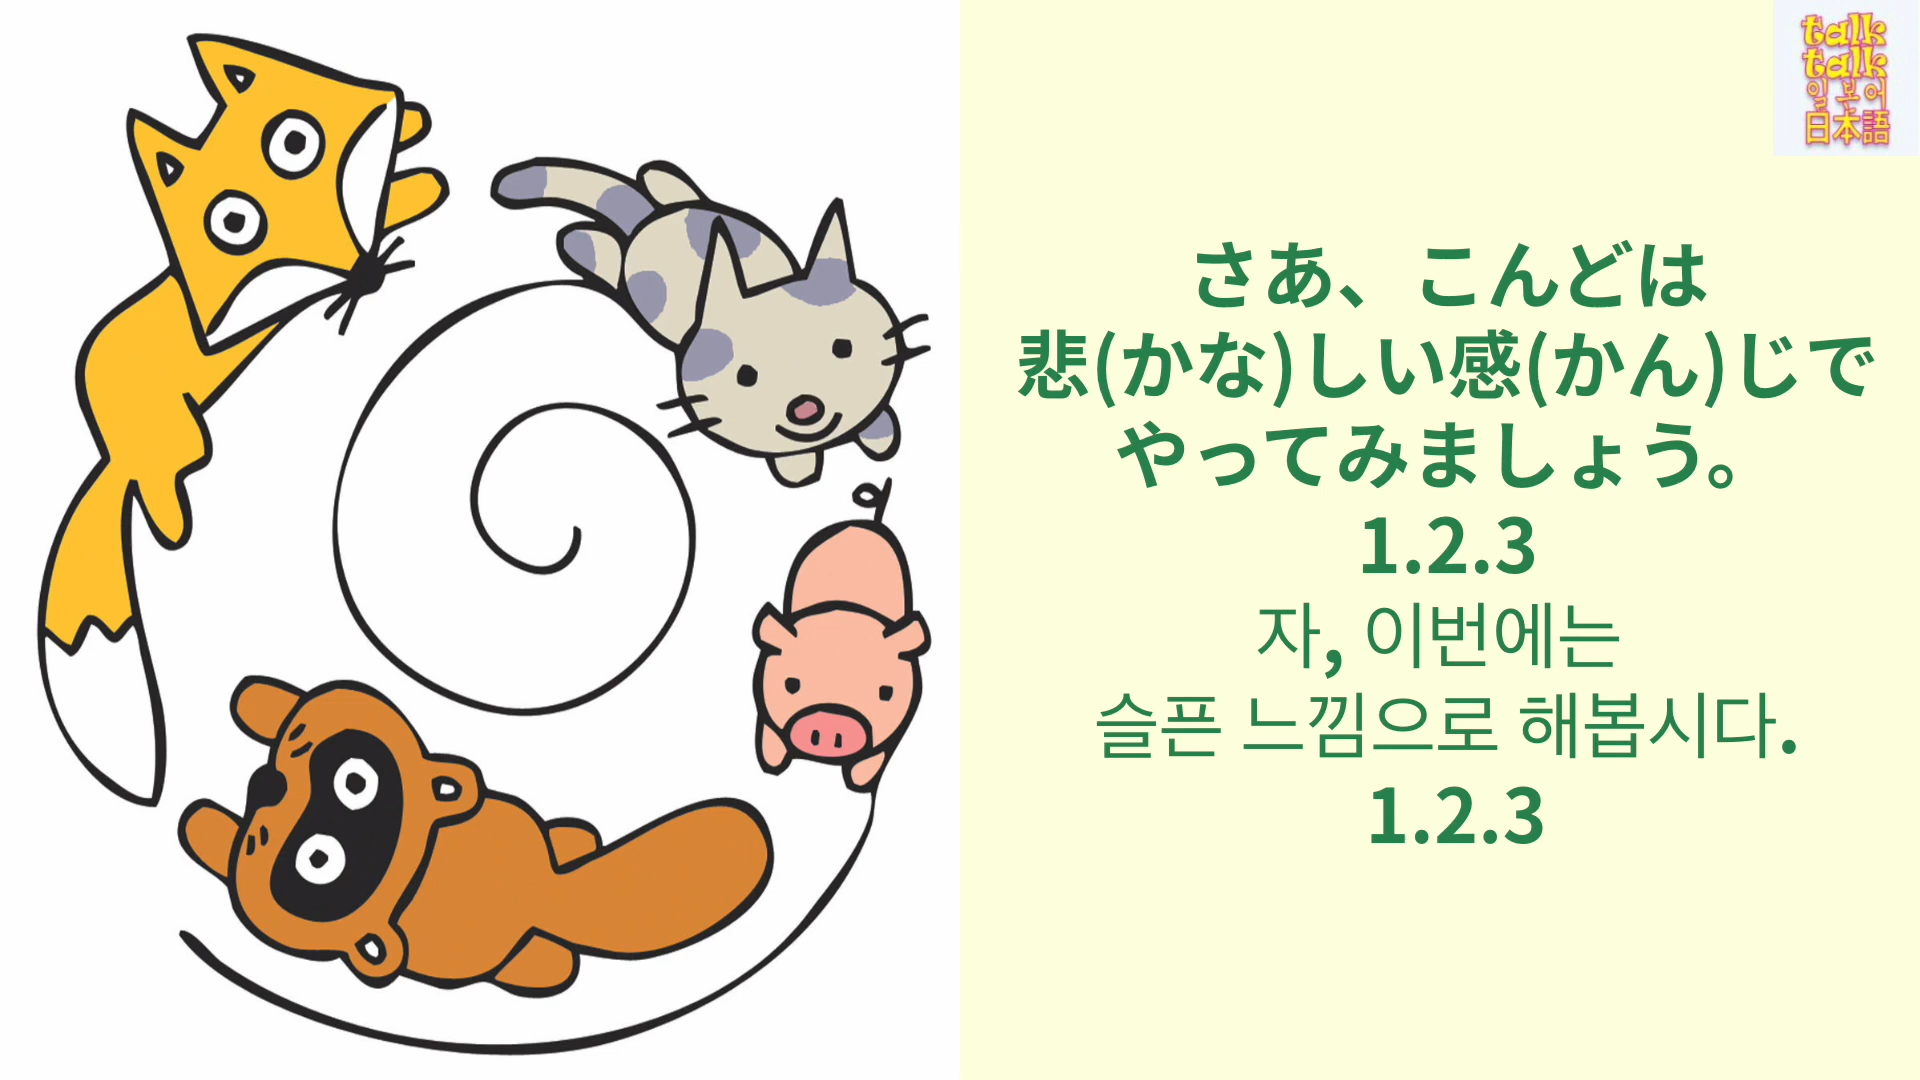 talk
talk
일본어
日本語
さあ、こんどは
悲(かな)しい感(かん)じで
やってみましょう。
1.2.3
자, 이번에는
슬픈 느낌으로 해봅시다.
1.2.3